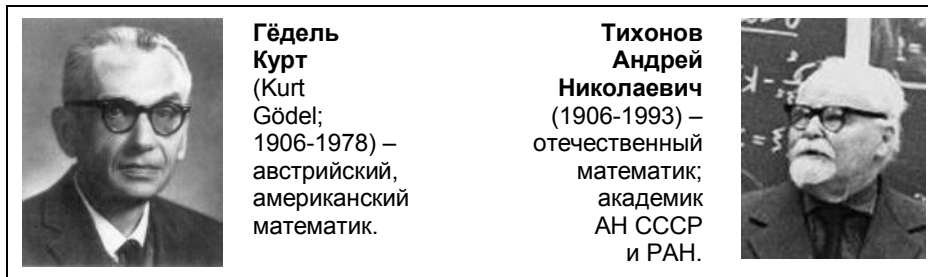 Гёдель
Курт
(Kurt
Gödel;
1906-1978) –
австрийский,
американский
математик.
Тихонов
Андрей
Николаевич
(1906-1993) –
отечественный
математик;
академик
АН СССР
и РАН.